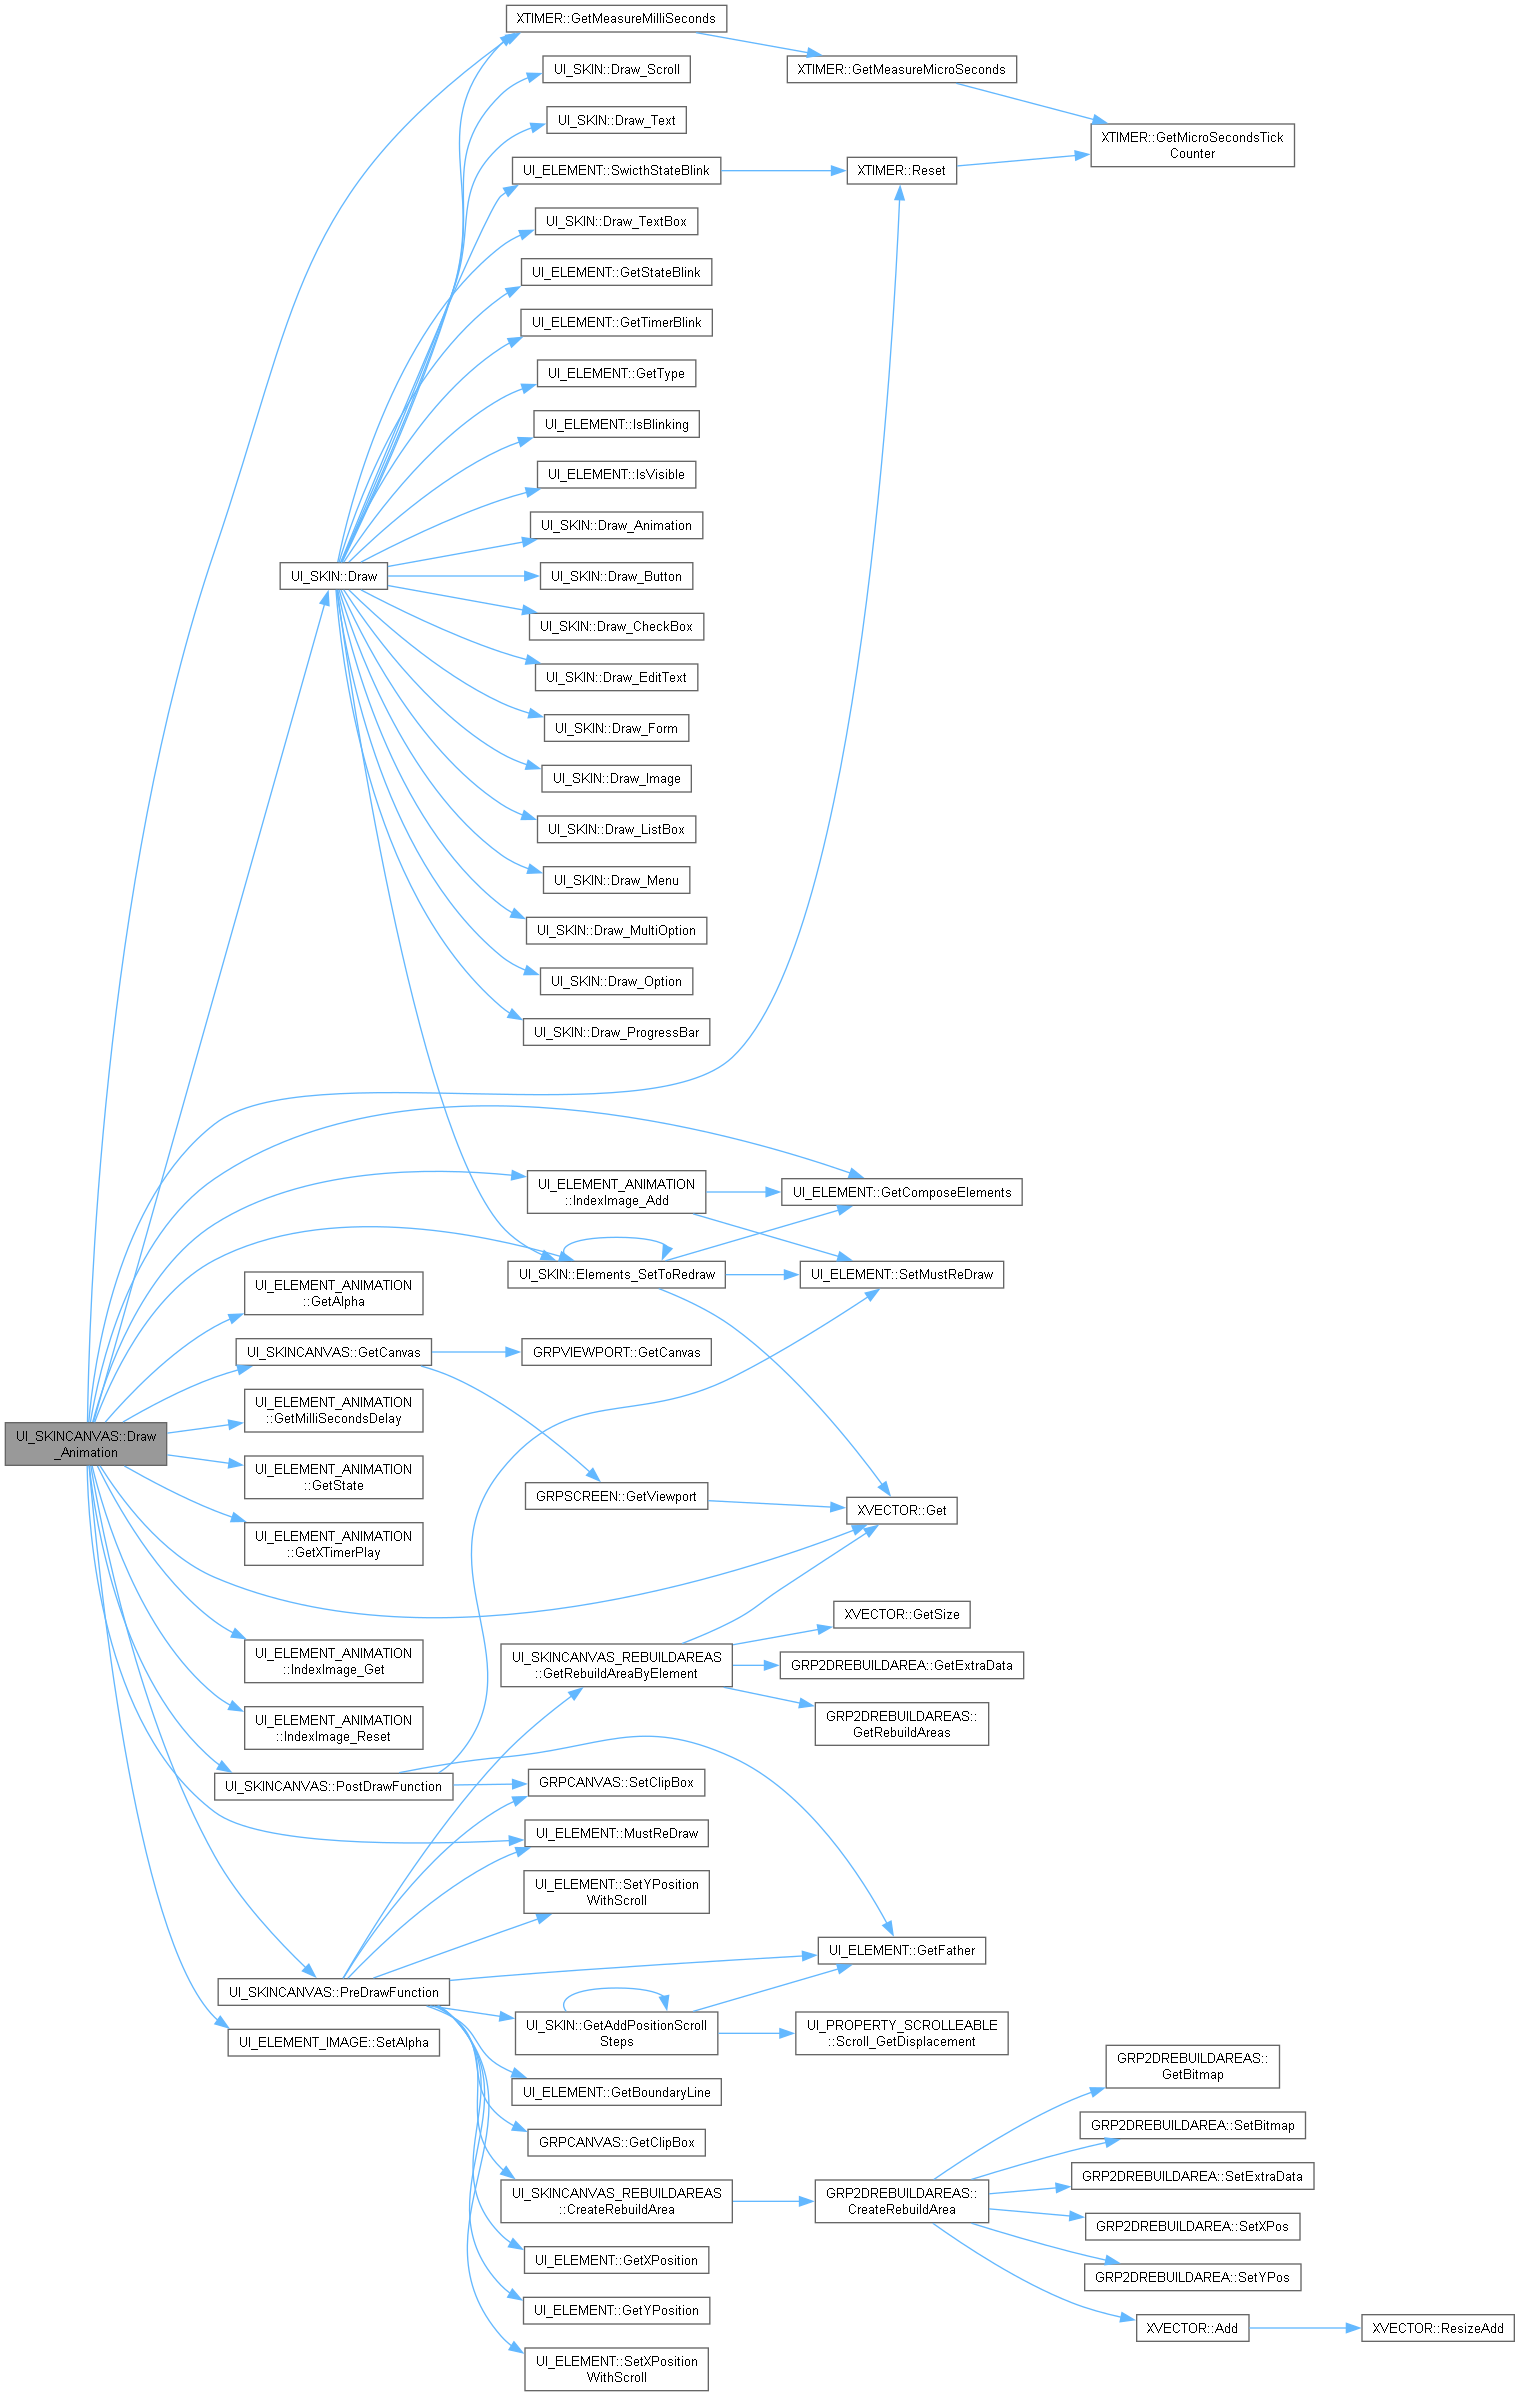 XTIMER::GetMeasureMilliSeconds
XTIMER::GetMeasureMicroSeconds
UI_SKIN::Draw_Scroll
UI_SKIN::Draw_Text
XTIMER::GetMicroSecondsTick
Counter
UI_ELEMENT::SwicthStateBlink
XTIMER::Reset
UI_SKIN::Draw_TextBox
UI_ELEMENT::GetStateBlink
UI_ELEMENT::GetTimerBlink
UI_ELEMENT::GetType
UI_ELEMENT::IsBlinking
UI_ELEMENT::IsVisible
UI_SKIN::Draw_Animation
UI_SKIN::Draw
UI_SKIN::Draw_Button
UI_SKIN::Draw_CheckBox
UI_SKIN::Draw_EditText
UI_SKIN::Draw_Form
UI_SKIN::Draw_Image
UI_SKIN::Draw_ListBox
UI_SKIN::Draw_Menu
UI_SKIN::Draw_MultiOption
UI_SKIN::Draw_Option
UI_SKIN::Draw_ProgressBar
UI_ELEMENT_ANIMATION
::IndexImage_Add
UI_ELEMENT::GetComposeElements
UI_SKIN::Elements_SetToRedraw
UI_ELEMENT::SetMustReDraw
UI_ELEMENT_ANIMATION
::GetAlpha
UI_SKINCANVAS::GetCanvas
GRPVIEWPORT::GetCanvas
UI_ELEMENT_ANIMATION
::GetMilliSecondsDelay
UI_SKINCANVAS::Draw
_Animation
UI_ELEMENT_ANIMATION
::GetState
GRPSCREEN::GetViewport
XVECTOR::Get
UI_ELEMENT_ANIMATION
::GetXTimerPlay
XVECTOR::GetSize
UI_ELEMENT_ANIMATION
::IndexImage_Get
UI_SKINCANVAS_REBUILDAREAS
::GetRebuildAreaByElement
GRP2DREBUILDAREA::GetExtraData
UI_ELEMENT_ANIMATION
::IndexImage_Reset
GRP2DREBUILDAREAS::
GetRebuildAreas
UI_SKINCANVAS::PostDrawFunction
GRPCANVAS::SetClipBox
UI_ELEMENT::MustReDraw
UI_ELEMENT::SetYPosition
WithScroll
UI_ELEMENT::GetFather
UI_SKINCANVAS::PreDrawFunction
UI_ELEMENT_IMAGE::SetAlpha
UI_SKIN::GetAddPositionScroll
Steps
UI_PROPERTY_SCROLLEABLE
::Scroll_GetDisplacement
UI_ELEMENT::GetBoundaryLine
GRP2DREBUILDAREAS::
GetBitmap
GRPCANVAS::GetClipBox
GRP2DREBUILDAREA::SetBitmap
UI_SKINCANVAS_REBUILDAREAS
::CreateRebuildArea
GRP2DREBUILDAREAS::
CreateRebuildArea
GRP2DREBUILDAREA::SetExtraData
GRP2DREBUILDAREA::SetXPos
UI_ELEMENT::GetXPosition
GRP2DREBUILDAREA::SetYPos
UI_ELEMENT::GetYPosition
XVECTOR::Add
XVECTOR::ResizeAdd
UI_ELEMENT::SetXPosition
WithScroll